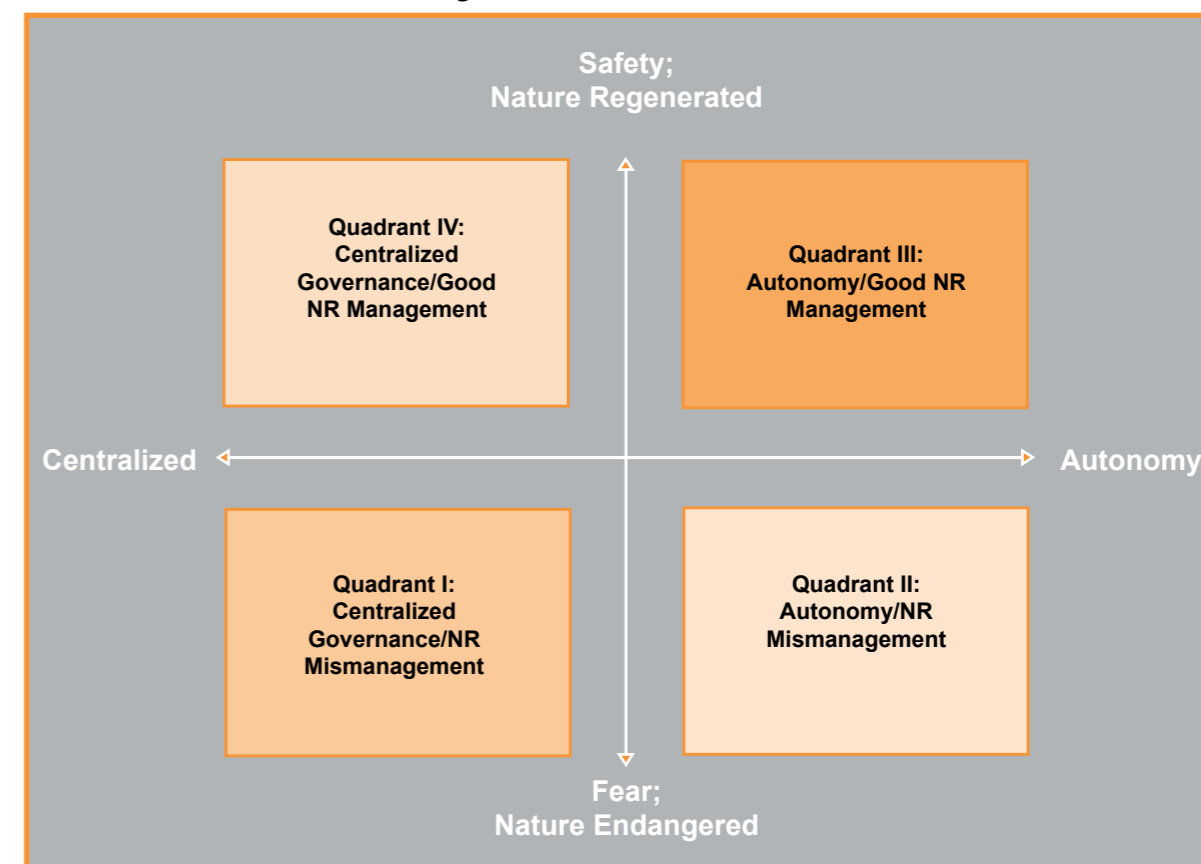 Safety;
Nature Regenerated
Quadrant IV:
Centralized
Governance/Good
NR Management
Quadrant III:
Autonomy/Good NR
Management
Centralized
Autonomy
Quadrant I:
Centralized
Governance/NR
Mismanagement
Quadrant II:
Autonomy/NR
Mismanagement
Fear;
Nature Endangered